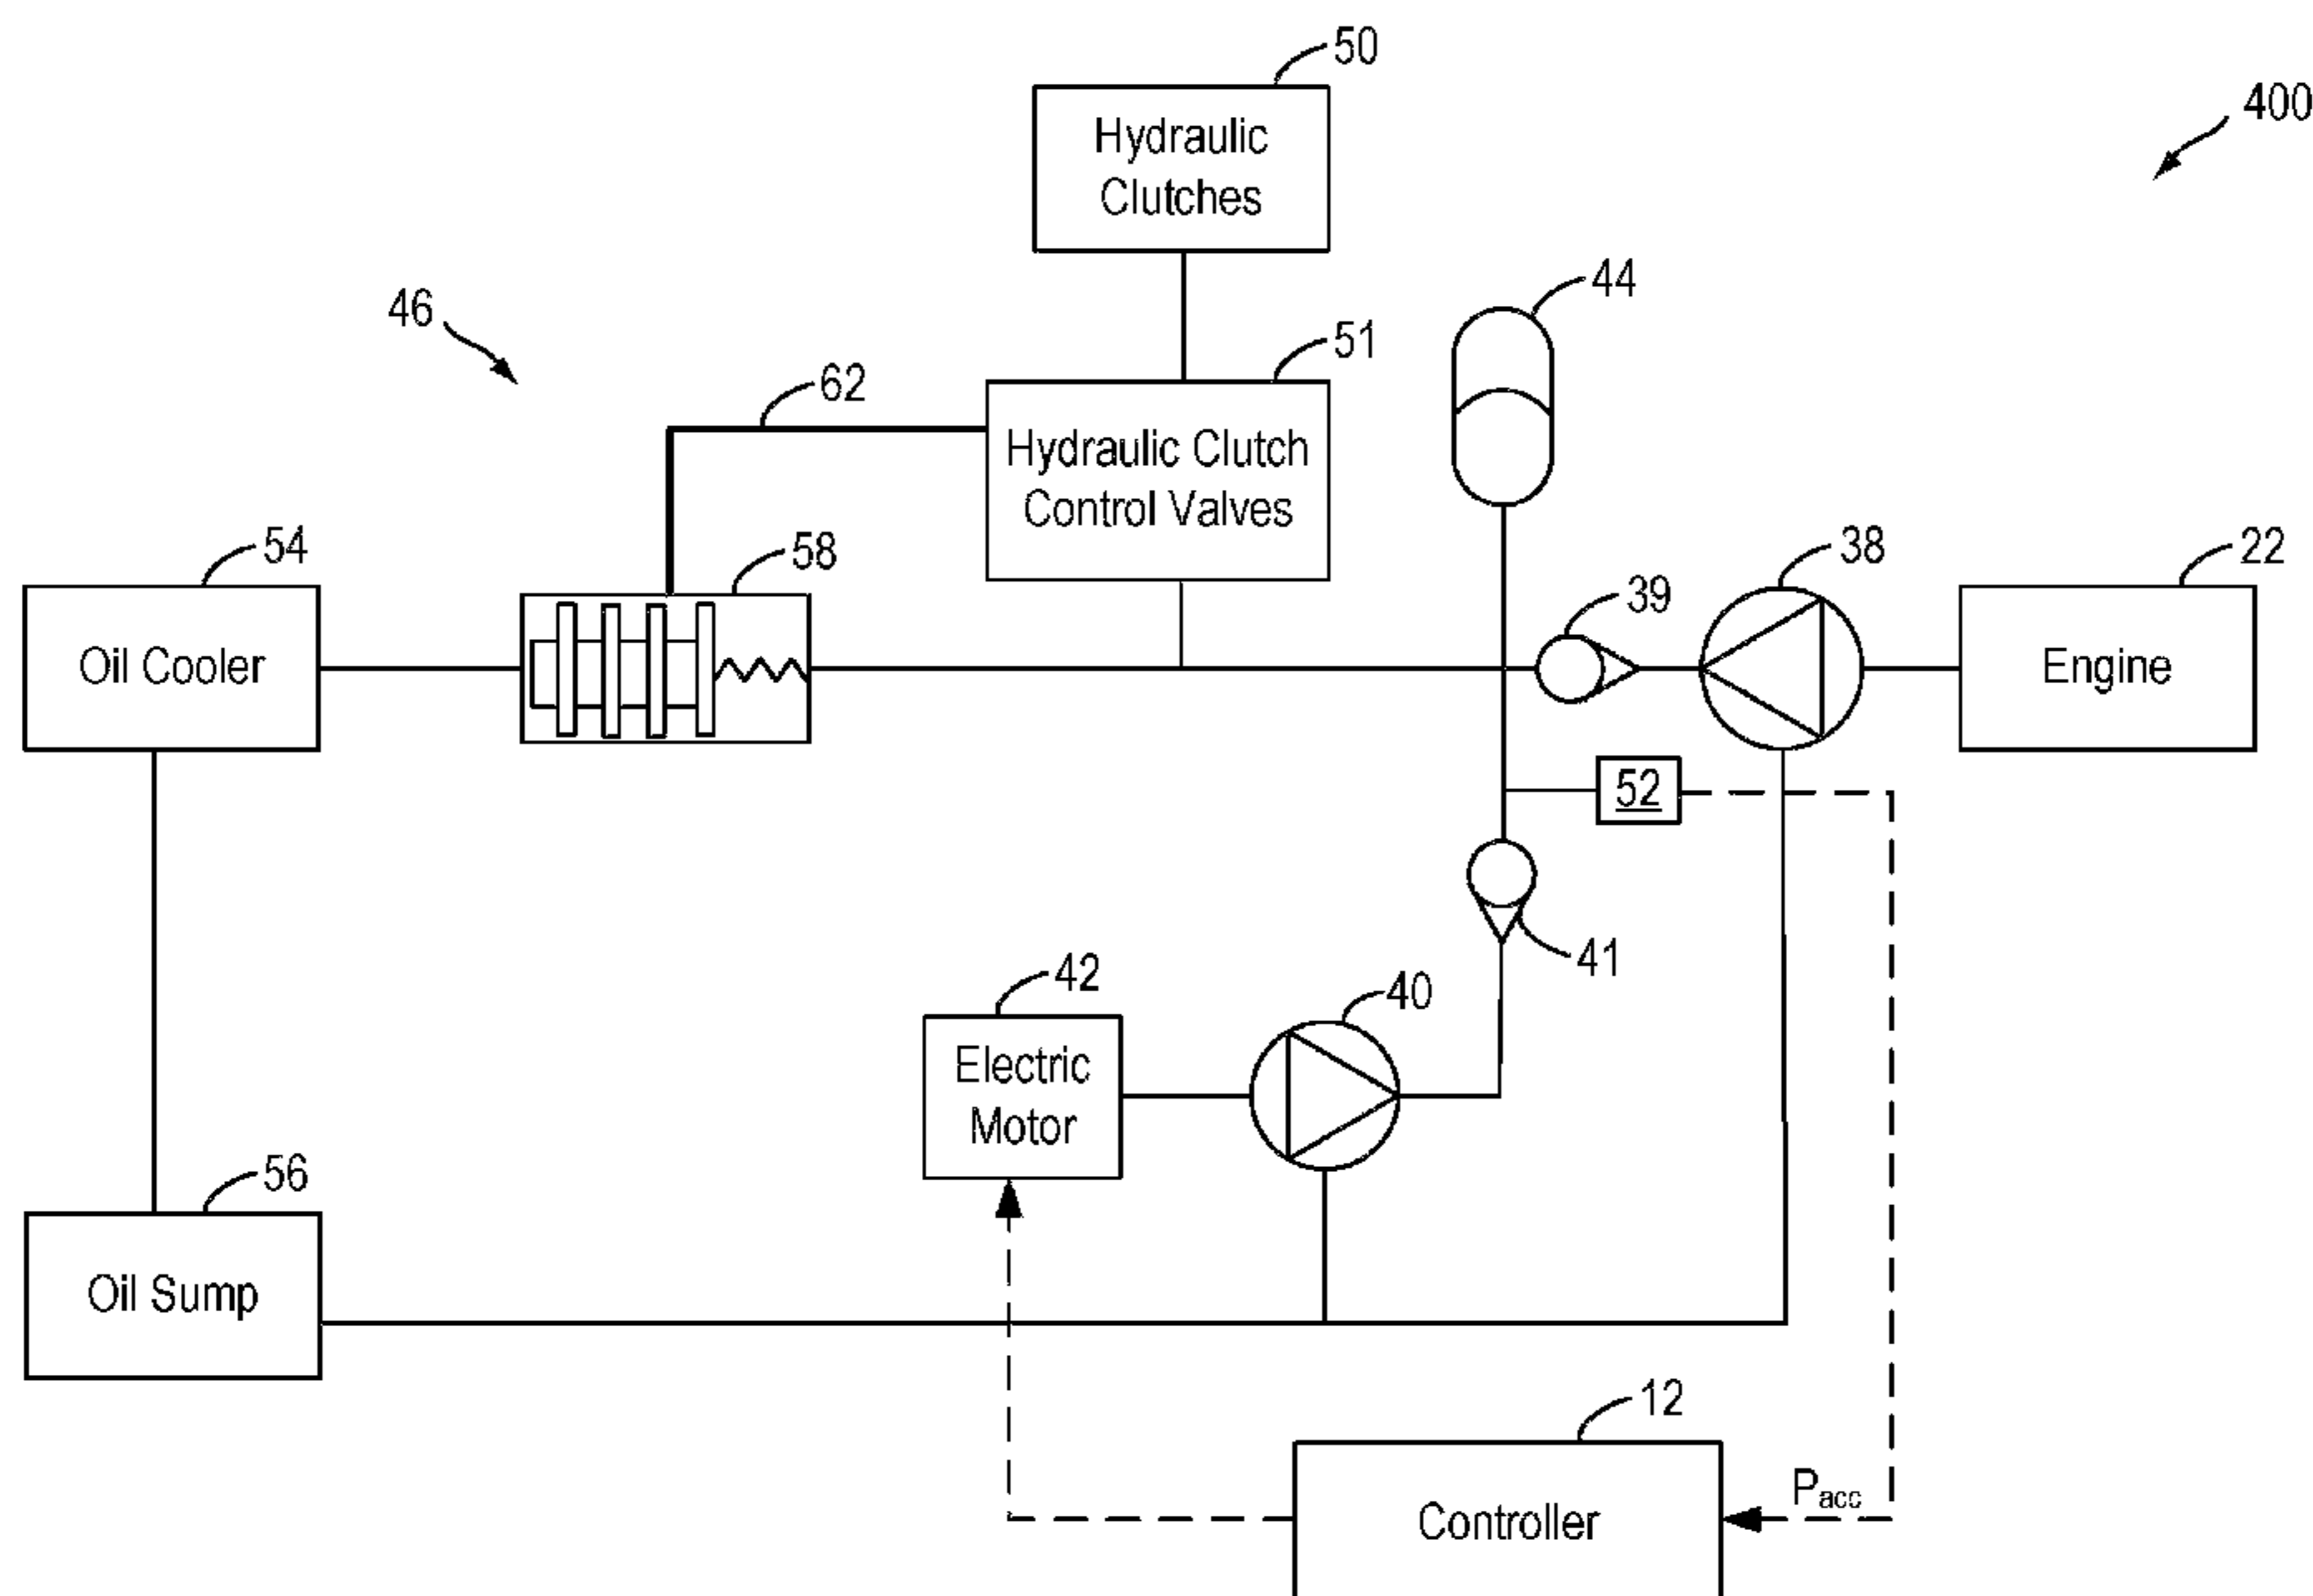 50
400
Hydraulic
Clutches
44
46
51
62
Hydraulic Clutch
Control Valves
54
58
39
38
22
Oil Cooler
Engine
52
41
42
40
Electric
Motor
56
Oil Sump
12
Pacc
Controller